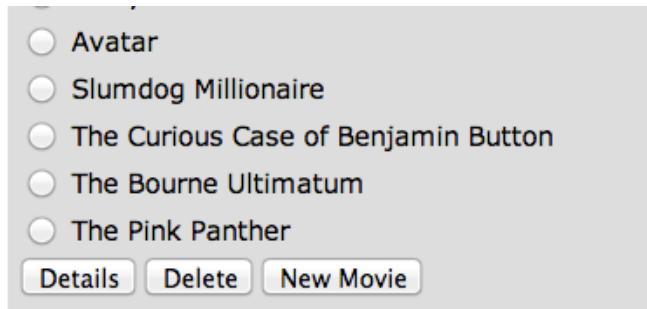 Avatar
Slumdog Millionaire
The Curious Case of Benjamin Button
The Bourne Ultimatum
The Pink Panther
Details Delete New Movie